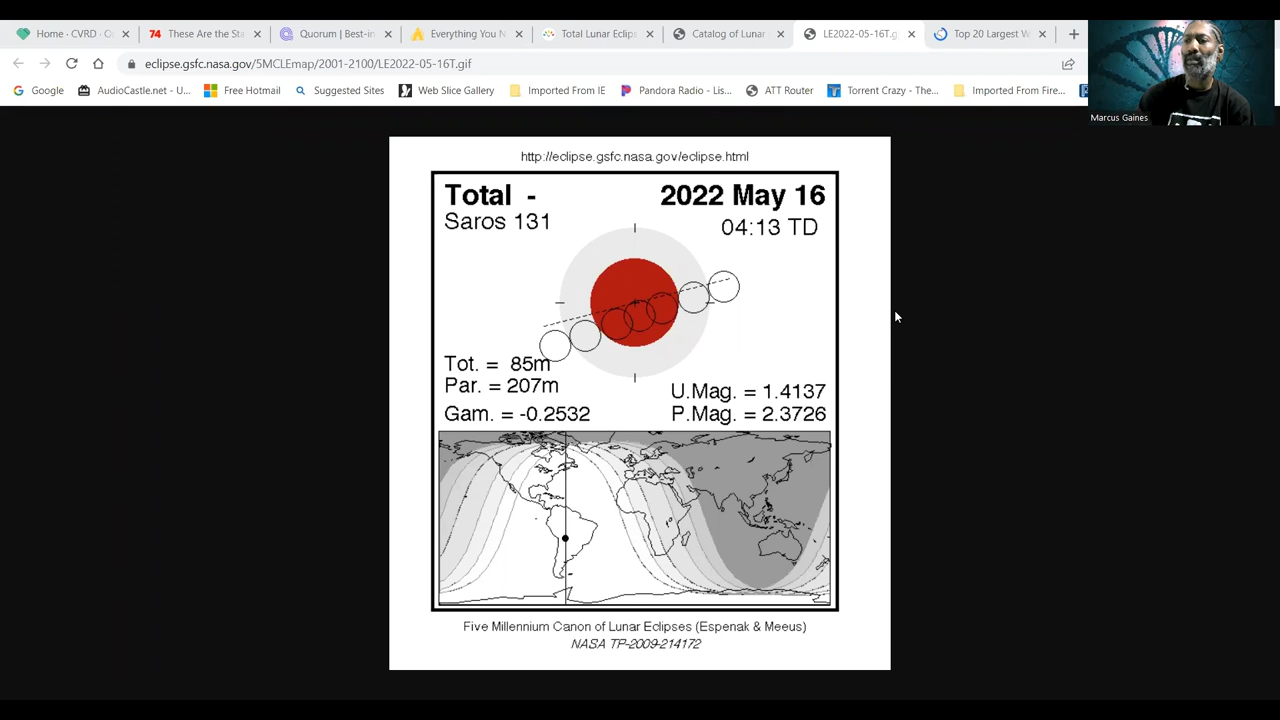 Home - CVRD - O
74 These Are the Sta
Quorum | Best-in
Everything You N
Total Lunar Eclips
Catalog of Lunar
LE2022-05-16T.g
Top 20 Largest W
eclipse.gsfc.nasa.gov/5MCLEmap/2001-2100/LE2022-05-16T.gif
Google
AudioCastle.net - U...
Free Hotmail
Suggested Sites
Web Slice Gallery
Imported From IE
Pandora Radio - Lis...
ATT Router
Torrent Crazy - The...
Imported From Fire...
Marcus Gaines
http://eclipse.gsfc.nasa.gov/eclipse.html
Total - 2022 May 16
Saros 131 04:13 TD
Tot. = 85m
Par. = 207m U.Mag. = 1.4137
Gam. = -0.2532 P.Mag. = 2.3726
Five Millennium Canon of Lunar Eclipses (Espenak & Meeus)
NASA TP-2009-214172